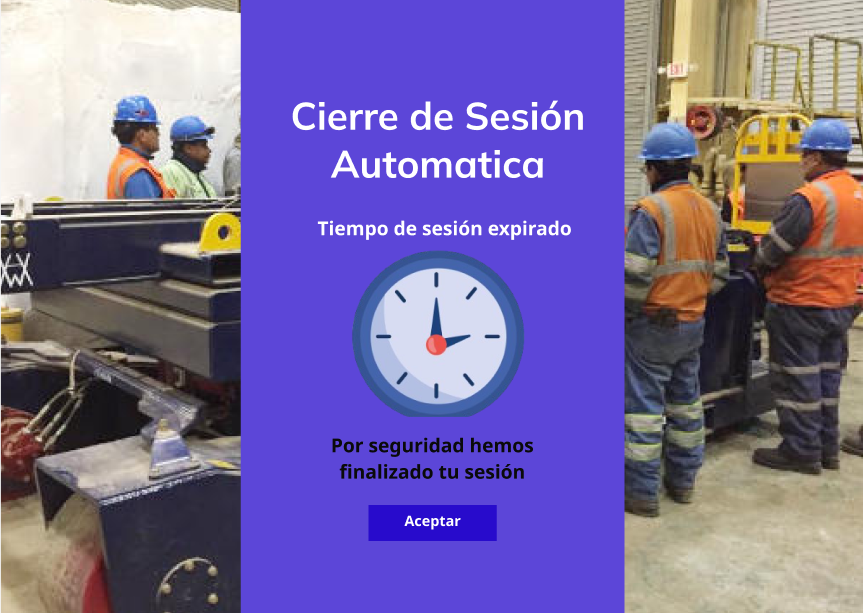 Cierre de Sesión
Automatica
Tiempo de sesión expirado
Por seguridad hemos
finalizado tu sesión
Aceptar